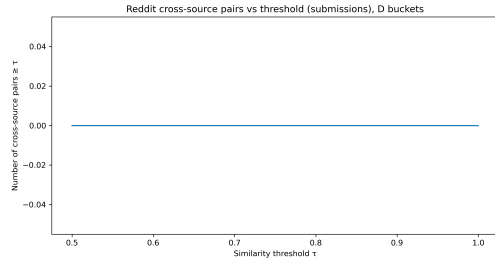 Reddit cross-source pairs vs threshold (submissions), D buckets
Number of cross-source pairs ≥ τ
0.04
0.02
0.00
−0.02
−0.04
0.5 0.6 0.7 0.8 0.9 1.0
Similarity threshold τ